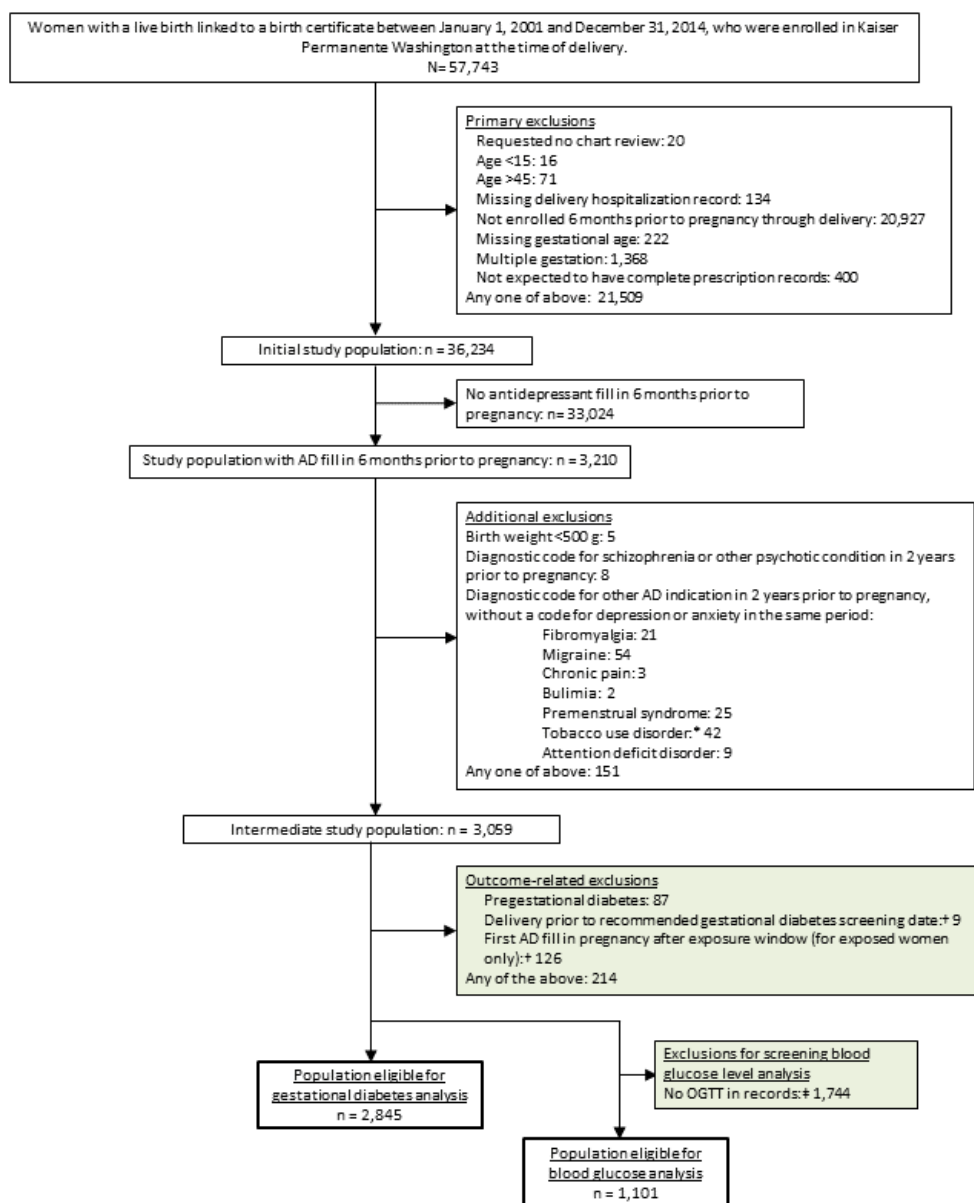 Women with a live birth linked to a birth certificate between January 1, 2001 and December 31, 2014, who were enrolled in Kaiser
Permanente Washington at the time of delivery.
N= 57,743
Primary exclusions
Requested no chart review: 20
Age <15: 16
Age >45: 71
Missing delivery hospitalization record: 134
Not enrolled 6 months prior to pregnancy through delivery: 20,927
Missing gestational age: 222
Multiple gestation: 1,368
Not expected to have complete prescription records: 400
Any one of above: 21,509
Initial study population: n = 36,234
No antidepressant fill in 6 months prior to
pregnancy: n= 33,024
Study population with AD fill in 6 months prior to pregnancy: n = 3,210
Additional exclusions
Birth weight <500 g: 5
Diagnostic code for schizophrenia or other psychotic condition in 2 years
prior to pregnancy: 8
Diagnostic code for other AD indication in 2 years prior to pregnancy,
without a code for depression or anxiety in the same period:
Fibromyalgia: 21
Migraine: 54
Chronic pain: 3
Bulimia: 2
Premenstrual syndrome: 25
Tobacco use disorder:* 42
Attention deficit disorder: 9
Any one of above: 151
Intermediate study population: n = 3,059
Outcome-related exclusions
Pregestational diabetes: 87
Delivery prior to recommended gestational diabetes screening date:† 9
First AD fill in pregnancy after exposure window (for exposed women
only):† 126
Any of the above: 214
Exclusions for screening blood
glucose level analysis
No OGTT in records:‡ 1,744
Population eligible for
gestational diabetes analysis
n = 2,845
Population eligible for
blood glucose analysis
n = 1,101